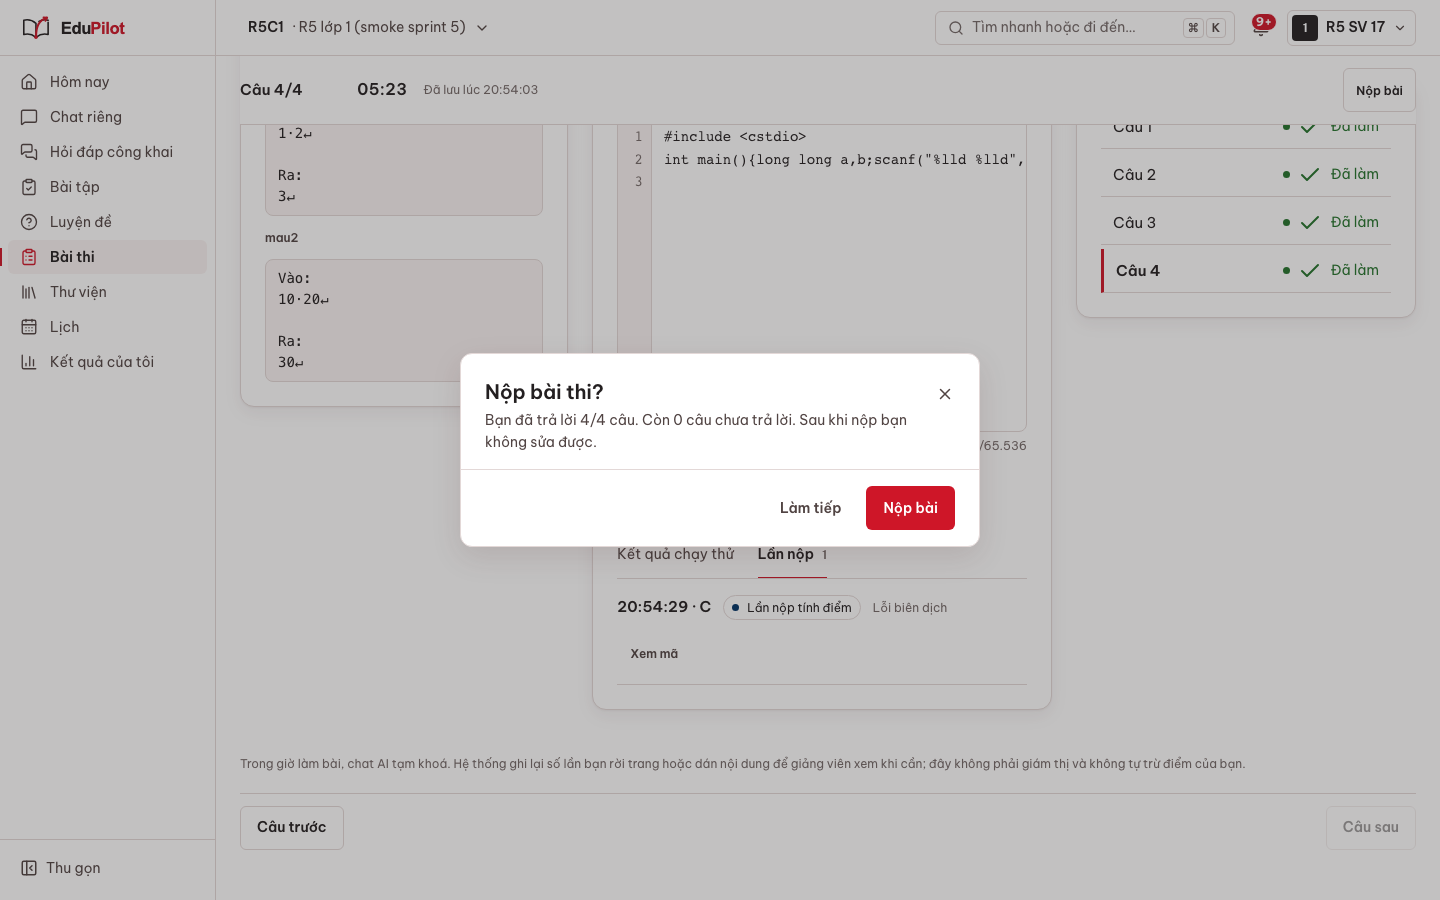 EduPilot
R5C1 · R5 lớp 1 (smoke sprint 5)
Tìm nhanh hoặc đi đến...
⌘ K
9+
1 R5 SV 17
Hôm nay
Chat riêng
Hỏi đáp công khai
Bài tập
Luyện đề
Bài thi
Thư viện
Lịch
Kết quả của tôi
Thu gọn
Câu 4/4 05:23 Đã lưu lúc 20:54:03
Nộp bài
1·2↵
Ra:
3↵
mau2
Vào:
10·20↵
Ra:
30↵
1 #include <cstdio>
2 int main(){long long a,b;scanf("%lld %lld",
3
/65.536
Câu 1 Đã làm
Câu 2 Đã làm
Câu 3 Đã làm
Câu 4 Đã làm
Nộp bài thi?
Bạn đã trả lời 4/4 câu. Còn 0 câu chưa trả lời. Sau khi nộp bạn
không sửa được.
Làm tiếp Nộp bài
Kết quả chạy thử Lần nộp 1
20:54:29 · C Lần nộp tính điểm Lỗi biên dịch
Xem mã
Trong giờ làm bài, chat AI tạm khoá. Hệ thống ghi lại số lần bạn rời trang hoặc dán nội dung để giảng viên xem khi cần; đây không phải giám thị và không tự trừ điểm của bạn.
Câu trước Câu sau